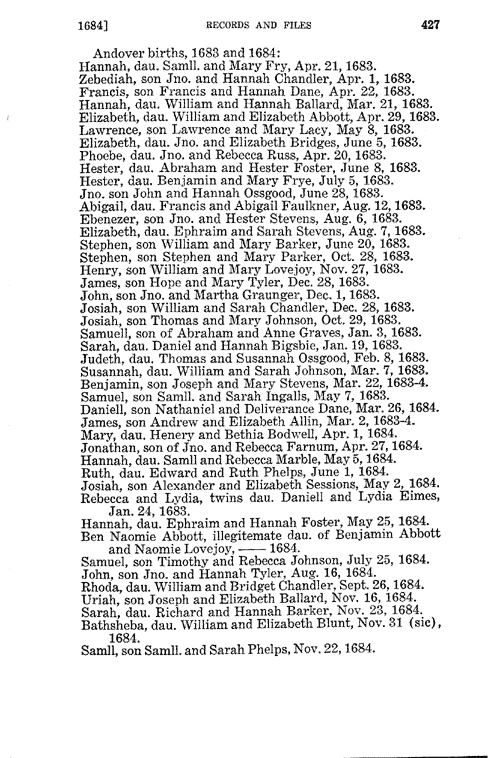 1684] RECORDS AND FILES 427
Andover births, 1683 and 1684:
Hannah, dau. Samll. and Mary Fry, Apr. 21, 1683.
Zebediah, son Jno. and Hannah Chandler, Apr. 1, 1683.
Francis, son Francis and Hannah Dane, Apr. 22, 1683.
Hannah, dau. William and Hannah Ballard, Mar. 21, 1683.
Elizabeth, dau. William and Elizabeth Abbott, Apr. 29, 1683.
Lawrence, son Lawrence and Mary Lacy, May 8, 1683.
Elizabeth, dau. Jno. and Elizabeth Bridges, June 5, 1683.
Phoebe, dau. Jno. and Rebecca Russ, Apr. 20, 1683.
Hester, dau. Abraham and Hester Foster, June 8, 1683.
Hester, dau. Benjamin and Mary Frye, July 5, 1683.
Jno. son John and Hannah Ossgood, June 28, 1683.
Abigail, dau. Francis and Abigail Faulkner, Aug. 12, 1683.
Ebenezer, son Jno. and Hester Stevens, Aug. 6, 1683.
Elizabeth, dau. Ephraim and Sarah Stevens, Aug. 7, 1683.
Stephen, son William and Mary Barker, June 20, 1683.
Stephen, son Stephen and Mary Parker, Oct. 28, 1683.
Henry, son William and Mary Lovejoy, Nov. 27, 1683.
James, son Hope and Mary Tyler, Dec. 28, 1683.
John, son Jno. and Martha Graunger, Dec. 1, 1683.
Josiah, son William and Sarah Chandler, Dec. 28, 1683.
Josiah, son Thomas and Mary Johnson, Oct. 29, 1683.
Samuell, son of Abraham and Anne Graves, Jan. 3, 1683.
Sarah, dau. Daniel and Hannah Bigsbie, Jan. 19, 1683.
Judeth, dau. Thomas and Susannah Ossgood, Feb. 8, 1683.
Susannah, dau. William and Sarah Johnson, Mar. 7, 1683.
Benjamin, son Joseph and Mary Stevens, Mar. 22, 1683-4.
Samuel, son Samll. and Sarah Ingalls, May 7, 1683.
Daniell, son Nathaniel and Deliverance Dane, Mar. 26, 1684.
James, son Andrew and Elizabeth Allin, Mar. 2, 1683-4.
Mary, dau. Henery and Bethia Bodwell, Apr. 1, 1684.
Jonathan, son of Jno. and Rebecca Farnum, Apr. 27, 1684.
Hannah, dau. Samll and Rebecca Marble, May 5, 1684.
Ruth, dau. Edward and Ruth Phelps, June 1, 1684.
Josiah, son Alexander and Elizabeth Sessions, May 2, 1684.
Rebecca and Lydia, twins dau. Daniell and Lydia Eimes,
Jan. 24, 1683.
Hannah, dau. Ephraim and Hannah Foster, May 25, 1684.
Ben Naomie Abbott, illegitemate dau. of Benjamin Abbott
and Naomie Lovejoy, —— 1684.
Samuel, son Timothy and Rebecca Johnson, July 25, 1684.
John, son Jno. and Hannah Tyler, Aug. 16, 1684.
Rhoda, dau. William and Bridget Chandler, Sept. 26, 1684.
Uriah, son Joseph and Elizabeth Ballard, Nov. 16, 1684.
Sarah, dau. Richard and Hannah Barker, Nov. 23, 1684.
Bathsheba, dau. William and Elizabeth Blunt, Nov. 31 (sic),
1684.
Samll, son Samll. and Sarah Phelps, Nov. 22, 1684.